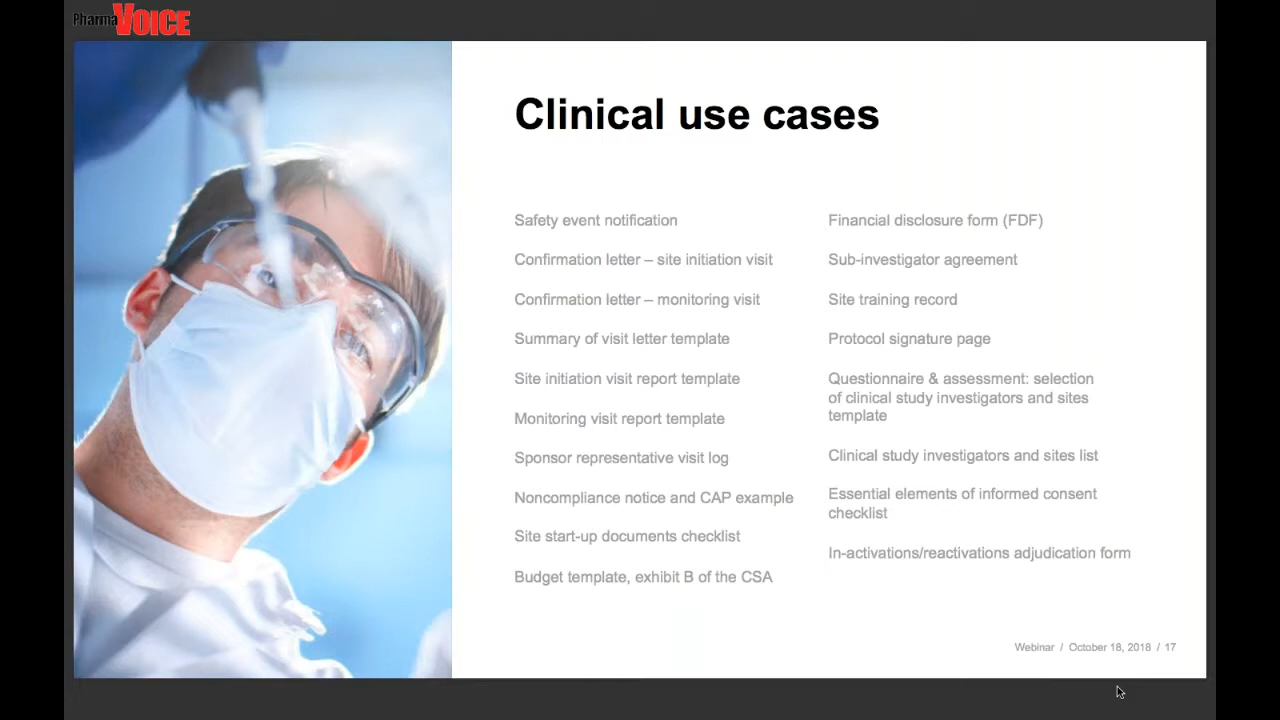 PharmaVOICE
Clinical use cases
Safety event notification
Confirmation letter – site initiation visit
Confirmation letter – monitoring visit
Summary of visit letter template
Site initiation visit report template
Monitoring visit report template
Sponsor representative visit log
Noncompliance notice and CAP example
Site start-up documents checklist
Budget template, exhibit B of the CSA
Financial disclosure form (FDF)
Sub-investigator agreement
Site training record
Protocol signature page
Questionnaire & assessment: selection
of clinical study investigators and sites
template
Clinical study investigators and sites list
Essential elements of informed consent
checklist
In-activations/reactivations adjudication form
Webinar / October 18, 2018 / 17